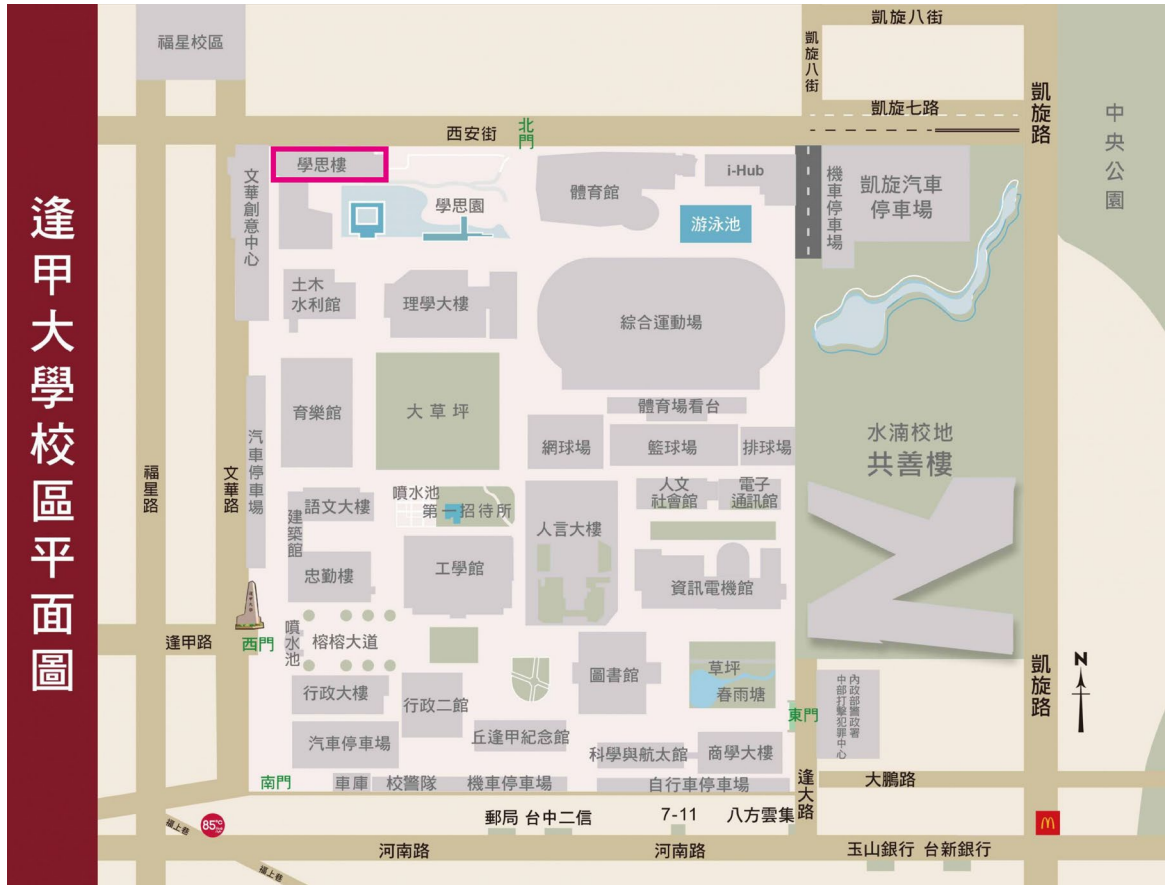 逢甲大學校區平面圖
福星校區
凱旋八街
凱旋八街
凱旋七路
凱旋路
中央公園
西安街
北門
學思樓
文華創意中心
學思園
體育館
i-Hub
游泳池
機車停車場
凱旋汽車
停車場
土木
水利館
理學大樓
綜合運動場
育樂館
大草坪
體育場看台
網球場
籃球場
排球場
水湳校地
共善樓
福星路
文華路
汽車停車場
建築館
語文大樓
噴水池
第一招待所
人言大樓
人文
社會館
電子
通訊館
忠勤樓
工學館
資訊電機館
逢甲大學
逢甲路
西門
噴水池
榕榕大道
圖書館
草坪
春雨塘
行政大樓
行政二館
東門
內政部警政署
中部打擊犯罪中心
凱旋路
N
汽車停車場
丘逢甲紀念館
科學與航太館
商學大樓
南門
車庫
校警隊
機車停車場
自行車停車場
逢大路
大鵬路
福上巷
85℃
郵局 台中二信
7-11
八方雲集
河南路
河南路
玉山銀行 台新銀行
福上巷